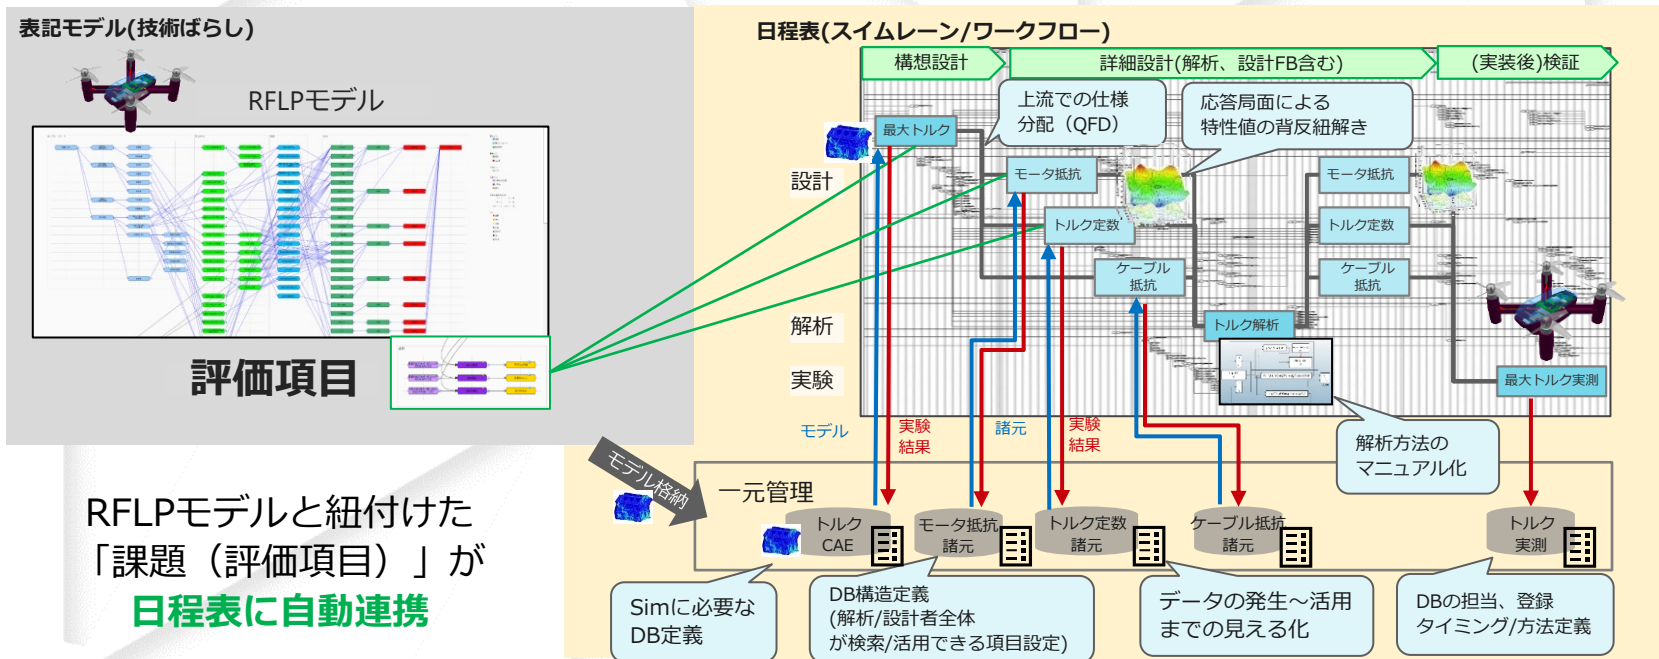 表記モデル(技術ばらし)
RFLPモデル
評価項目
RFLPモデルと紐付けた
「課題（評価項目）」が
日程表に自動連携
日程表(スイムレーン/ワークフロー)
構想設計
詳細設計(解析、設計FB含む)
(実装後)検証
上流での仕様
分配（QFD）
応答局面による
特性値の背反紐解き
設計
解析
実験
最大トルク
モータ抵抗
トルク定数
ケーブル
抵抗
トルク解析
モータ抵抗
トルク定数
ケーブル
抵抗
最大トルク実測
解析方法の
マニュアル化
モデル
実験
結果
諸元
実験
結果
モデル格納
一元管理
トルク
CAE
モータ抵抗
諸元
トルク定数
諸元
ケーブル抵抗
諸元
トルク
実測
Simに必要な
DB定義
DB構造定義
(解析/設計者全体
が検索/活用できる項目設定)
データの発生～活用
までの見える化
DBの担当、登録
タイミング/方法定義